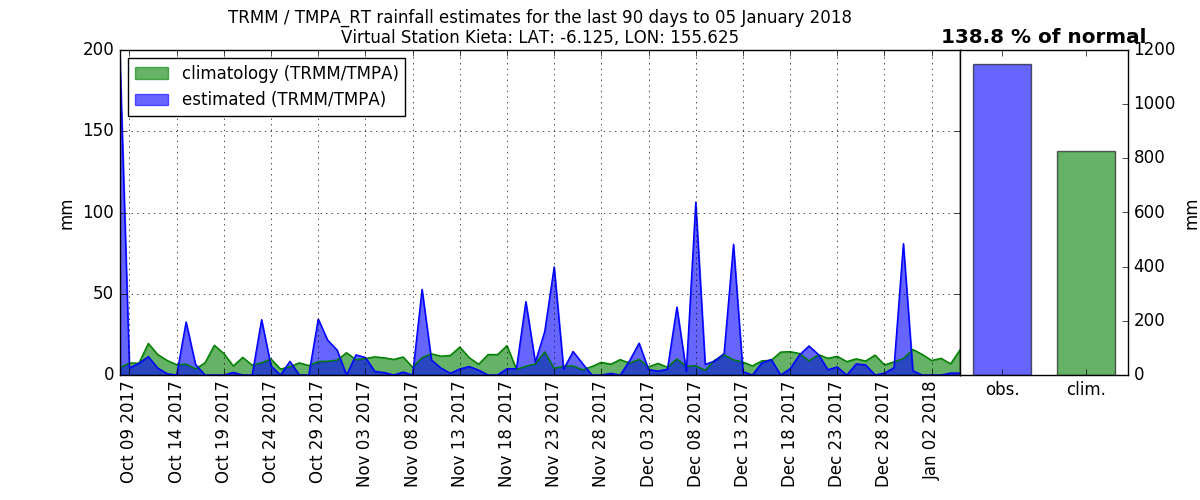 TRMM / TMPA_RT rainfall estimates for the last 90 days to 05 January 2018
Virtual Station Kieta: LAT: -6.125, LON: 155.625
138.8 % of normal
climatology (TRMM/TMPA)
estimated (TRMM/TMPA)
200
150
100
50
0
mm
Oct 09 2017
Oct 14 2017
Oct 19 2017
Oct 24 2017
Oct 29 2017
Nov 03 2017
Nov 08 2017
Nov 13 2017
Nov 18 2017
Nov 23 2017
Nov 28 2017
Dec 03 2017
Dec 08 2017
Dec 13 2017
Dec 18 2017
Dec 23 2017
Dec 28 2017
Jan 02 2018
obs.
clim.
1200
1000
800
600
400
200
0
mm